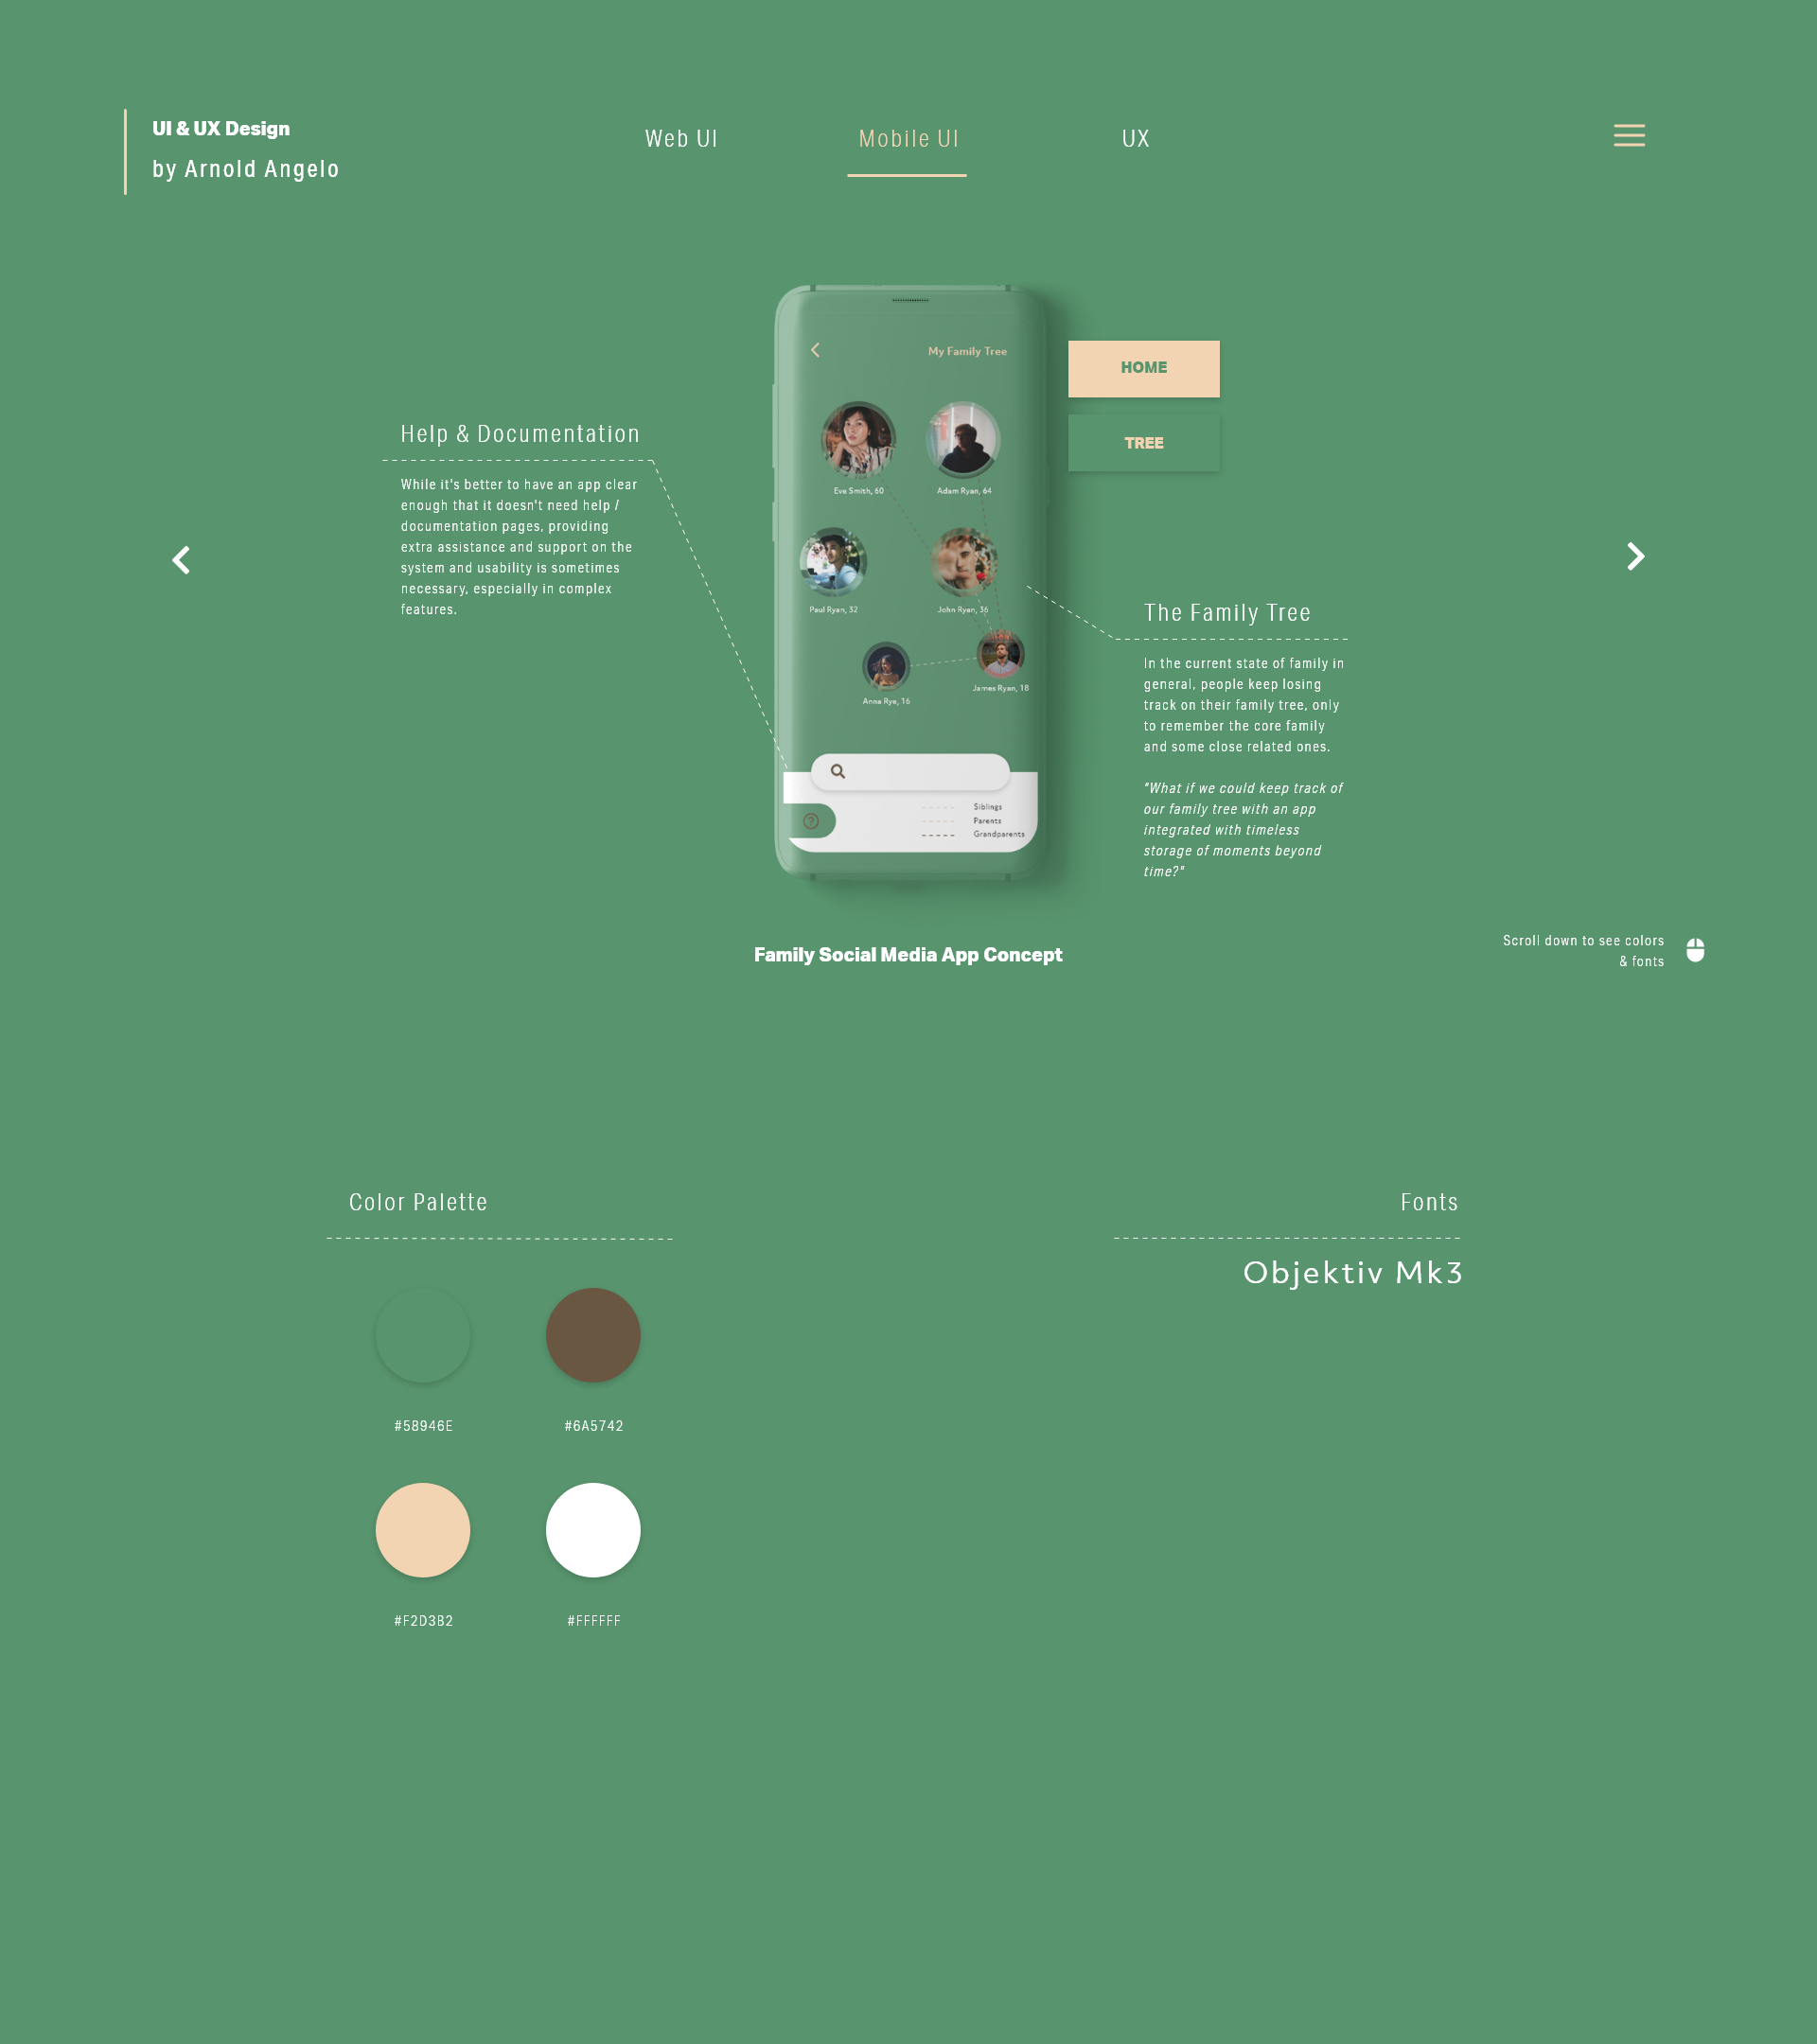 UI & UX Design
by Arnold Angelo
Web UI
Mobile UI
UX
My Family Tree
HOME
TREE
Eve Smith, 60
Adam Ryan, 64
Paul Ryan, 32
John Ryan, 36
Anna Rye, 16
James Ryan, 18
Siblings
Parents
Grandparents
Help & Documentation
While it's better to have an app clear
enough that it doesn't need help /
documentation pages, providing
extra assistance and support on the
system and usability is sometimes
necessary, especially in complex
features.
The Family Tree
In the current state of family in
general, people keep losing
track on their family tree, only
to remember the core family
and some close related ones.
"What if we could keep track of
our family tree with an app
integrated with timeless
storage of moments beyond
time?"
Family Social Media App Concept
Scroll down to see colors
& fonts
Color Palette
#58946E
#6A5742
#F2D3B2
#FFFFFF
Fonts
Objektiv Mk3